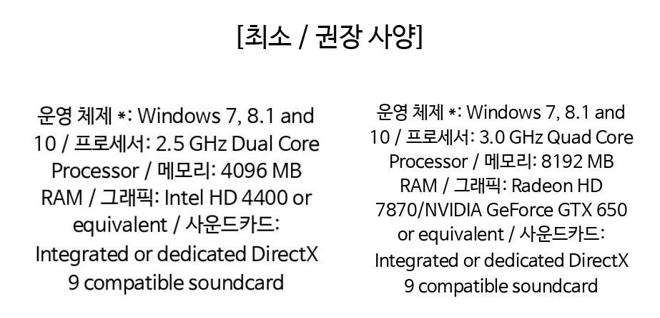 [최소 / 권장 사양]
운영 체제 *: Windows 7, 8.1 and
10 / 프로세서: 2.5 GHz Dual Core
Processor / 메모리: 4096 MB
RAM / 그래픽: Intel HD 4400 or
equivalent / 사운드카드:
Integrated or dedicated DirectX
9 compatible soundcard
운영 체제 *: Windows 7, 8.1 and
10 / 프로세서: 3.0 GHz Quad Core
Processor / 메모리: 8192 MB
RAM / 그래픽: Radeon HD
7870/NVIDIA GeForce GTX 650
or equivalent / 사운드카드:
Integrated or dedicated DirectX
9 compatible soundcard